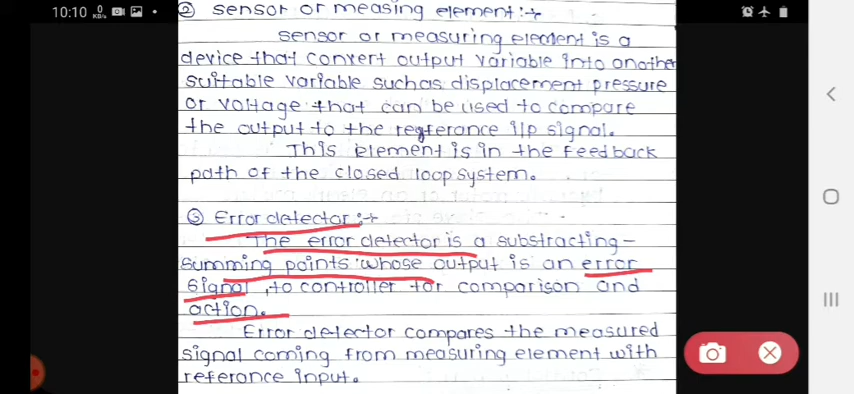 10:10 0 KB/s
② sensor or measing element:→
sensor or measuring element is a
device that convert output variable into another
suitable variable such as displacement pressure
or voltage that can be used to compare
the output to the referance i/p signal.
This element is in the feedback
path of the closed loop system.
③ Error detector :→
The error detector is a substracting-
summing points whose output is an error
signal, to controller for comparison and
action.
Error detector compares the measured
signal coming from measuring element with
referance input.